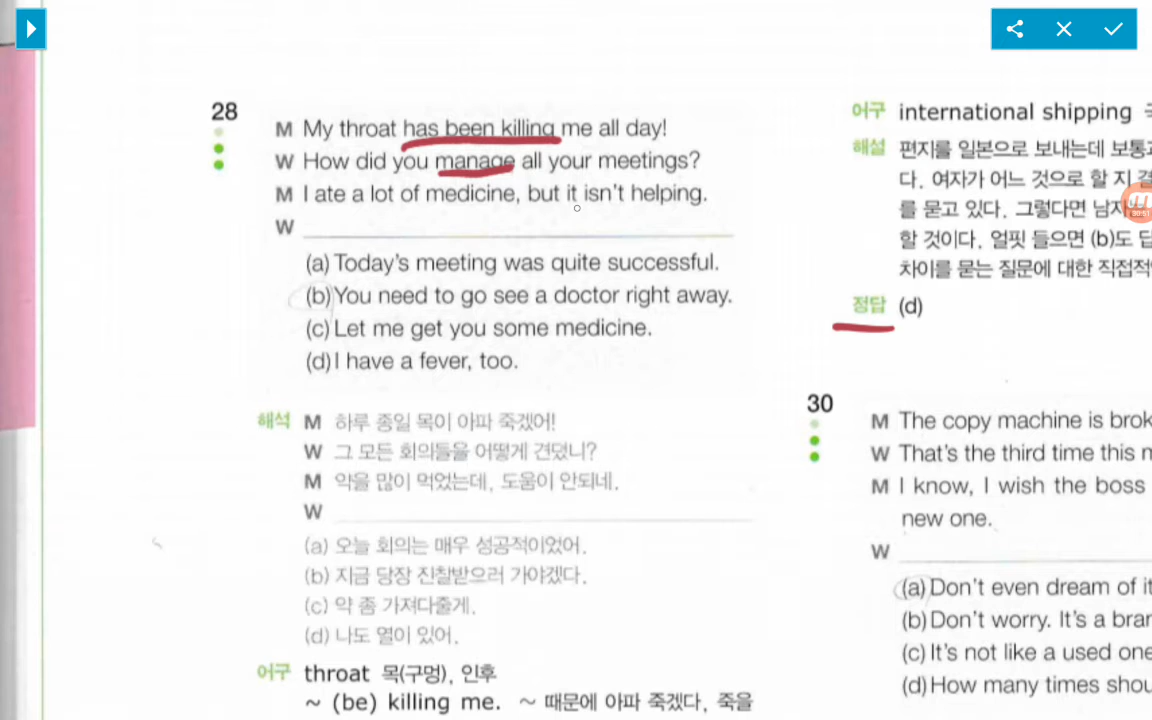 28
M My throat has been killing me all day!
W How did you manage all your meetings?
M I ate a lot of medicine, but it isn't helping.
W
(a) Today's meeting was quite successful.
(b) You need to go see a doctor right away.
(c) Let me get you some medicine.
(d) I have a fever, too.
해석 M 하루 종일 목이 아파 죽겠어!
W 그 모든 회의들을 어떻게 견뎠니?
M 약을 많이 먹었는데, 도움이 안되네.
W
(a) 오늘 회의는 매우 성공적이었어.
(b) 지금 당장 진찰받으러 가야겠다.
(c) 약 좀 가져다줄게.
(d) 나도 열이 있어.
어구 throat 목(구멍), 인후
~ (be) killing me. ~ 때문에 아파 죽겠다, 죽을
어구 international shipping
해설 편지를 일본으로 보내는데
다. 여자가 어느 것으로 할 지
를 묻고 있다. 그렇다면
할 것이다. 얼핏 들으면 (b)도
차이를 묻는 질문에 대한
정답 (d)
30
M The copy machine is
W That's the third time this
M I know, I wish the boss
new one.
W
(a) Don't even dream of
(b) Don't worry. It's a
(c) It's not like a used
(d) How many times
00:51